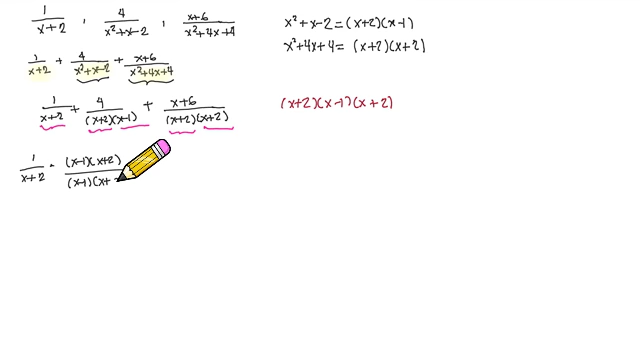 1/(x+2) , 4/(x²+x-2) , (x+6)/(x²+4x+4)
x²+x-2 = (x+2)(x-1)
x²+4x+4 = (x+2)(x+2)
1/(x+2) + 4/(x²+x-2) + (x+6)/(x²+4x+4)
1/(x+2) + 4/((x+2)(x-1)) + (x+6)/((x+2)(x+2))
(x+2)(x-1)(x+2)
1/(x+2) · ((x-1)(x+2))/((x-1)(x+